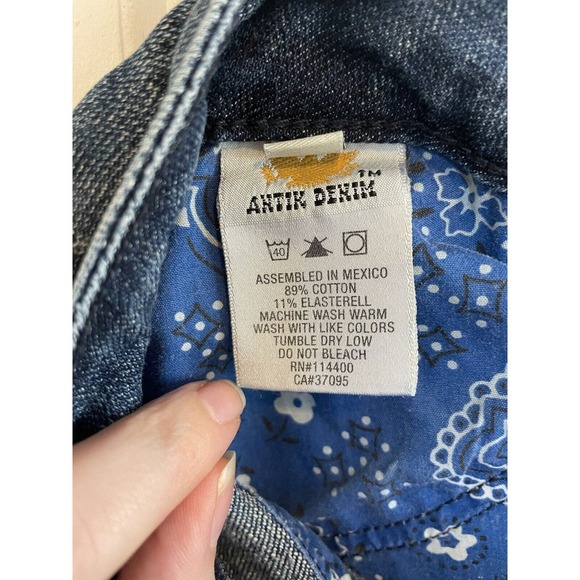 ANTIK DENIM™
40
ASSEMBLED IN MEXICO
89% COTTON
11% ELASTERELL
MACHINE WASH WARM
WASH WITH LIKE COLORS
TUMBLE DRY LOW
DO NOT BLEACH
RN#114400
CA#37095